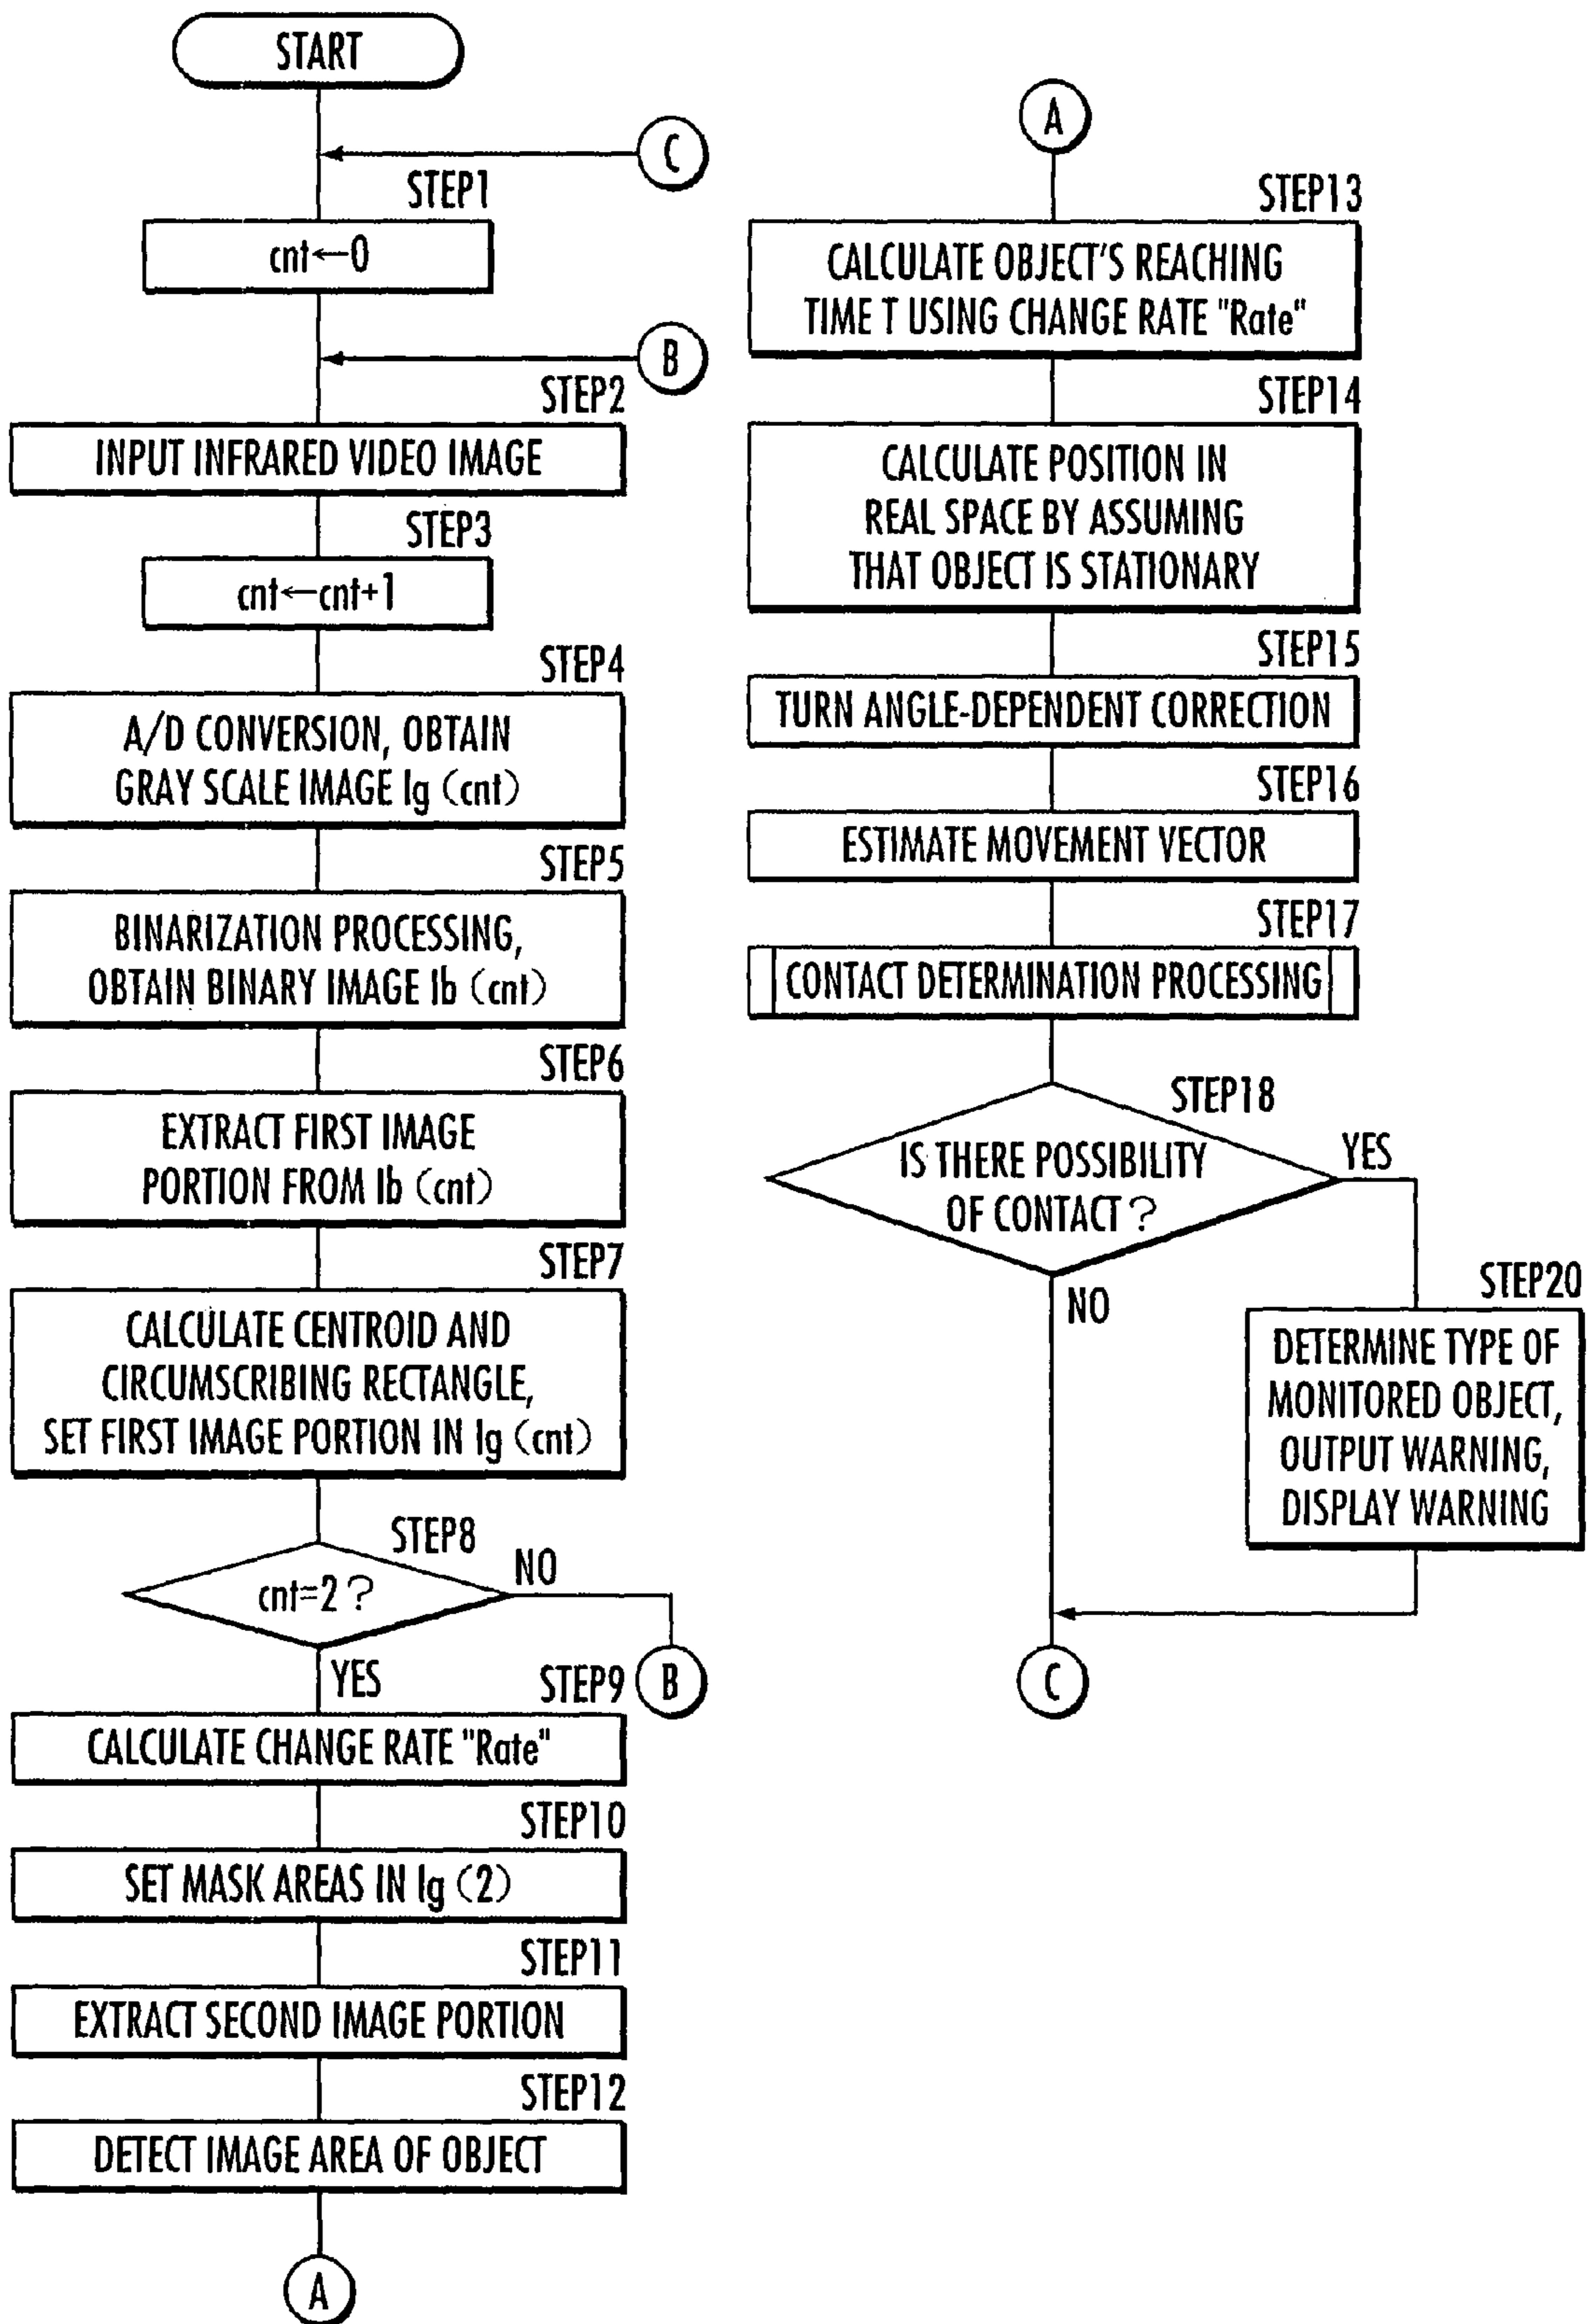 START
C
STEP1
cnt←0
B
STEP2
INPUT INFRARED VIDEO IMAGE
STEP3
cnt←cnt+1
STEP4
A/D CONVERSION, OBTAIN
GRAY SCALE IMAGE Ig (cnt)
STEP5
BINARIZATION PROCESSING,
OBTAIN BINARY IMAGE Ib (cnt)
STEP6
EXTRACT FIRST IMAGE
PORTION FROM Ib (cnt)
STEP7
CALCULATE CENTROID AND
CIRCUMSCRIBING RECTANGLE,
SET FIRST IMAGE PORTION IN Ig (cnt)
STEP8
cnt=2?
NO
B
YES
STEP9
CALCULATE CHANGE RATE "Rate"
STEP10
SET MASK AREAS IN Ig (2)
STEP11
EXTRACT SECOND IMAGE PORTION
STEP12
DETECT IMAGE AREA OF OBJECT
A
A
STEP13
CALCULATE OBJECT'S REACHING
TIME T USING CHANGE RATE "Rate"
STEP14
CALCULATE POSITION IN
REAL SPACE BY ASSUMING
THAT OBJECT IS STATIONARY
STEP15
TURN ANGLE-DEPENDENT CORRECTION
STEP16
ESTIMATE MOVEMENT VECTOR
STEP17
CONTACT DETERMINATION PROCESSING
STEP18
IS THERE POSSIBILITY
OF CONTACT?
YES
NO
STEP20
DETERMINE TYPE OF
MONITORED OBJECT,
OUTPUT WARNING,
DISPLAY WARNING
C